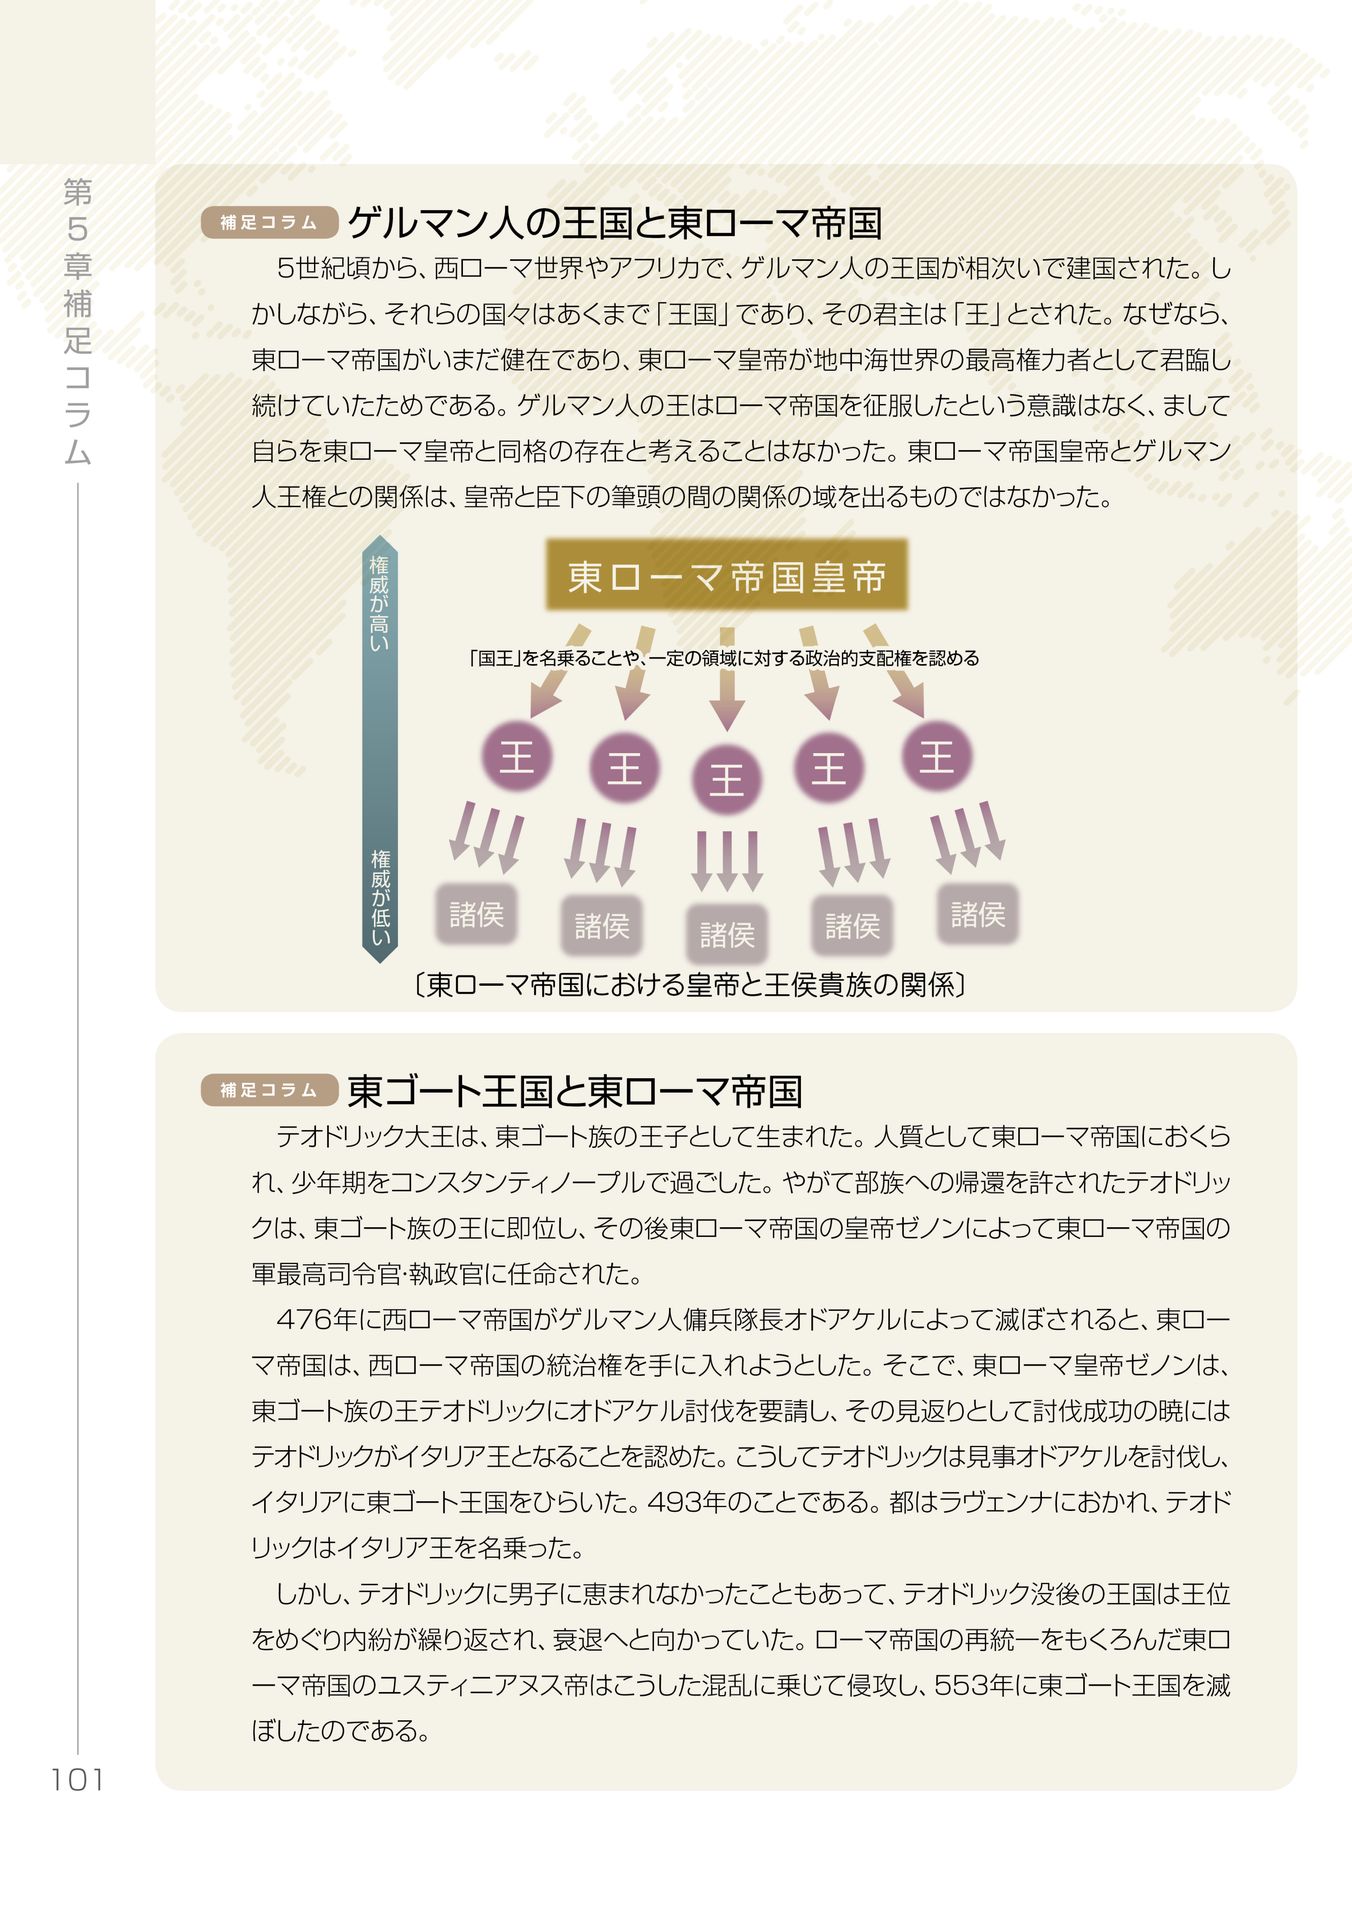 第5章補足コラム
補足コラム ゲルマン人の王国と東ローマ帝国
5世紀頃から、西ローマ世界やアフリカで、ゲルマン人の王国が相次いで建国された。し
かしながら、それらの国々はあくまで「王国」であり、その君主は「王」とされた。なぜなら、
東ローマ帝国がいまだ健在であり、東ローマ皇帝が地中海世界の最高権力者として君臨し
続けていたためである。ゲルマン人の王はローマ帝国を征服したという意識はなく、まして
自らを東ローマ皇帝と同格の存在と考えることはなかった。東ローマ帝国皇帝とゲルマン
人王権との関係は、皇帝と臣下の筆頭の間の関係の域を出るものではなかった。
権威が高い
権威が低い
東ローマ帝国皇帝
「国王」を名乗ることや、一定の領域に対する政治的支配権を認める
王 王 王 王 王
諸侯 諸侯 諸侯 諸侯 諸侯
〔東ローマ帝国における皇帝と王侯貴族の関係〕
補足コラム 東ゴート王国と東ローマ帝国
テオドリック大王は、東ゴート族の王子として生まれた。人質として東ローマ帝国におくら
れ、少年期をコンスタンティノープルで過ごした。やがて部族への帰還を許されたテオドリッ
クは、東ゴート族の王に即位し、その後東ローマ帝国の皇帝ゼノンによって東ローマ帝国の
軍最高司令官・執政官に任命された。
476年に西ローマ帝国がゲルマン人傭兵隊長オドアケルによって滅ぼされると、東ロー
マ帝国は、西ローマ帝国の統治権を手に入れようとした。そこで、東ローマ皇帝ゼノンは、
東ゴート族の王テオドリックにオドアケル討伐を要請し、その見返りとして討伐成功の暁には
テオドリックがイタリア王となることを認めた。こうしてテオドリックは見事オドアケルを討伐し、
イタリアに東ゴート王国をひらいた。493年のことである。都はラヴェンナにおかれ、テオド
リックはイタリア王を名乗った。
しかし、テオドリックに男子に恵まれなかったこともあって、テオドリック没後の王国は王位
をめぐり内紛が繰り返され、衰退へと向かっていた。ローマ帝国の再統一をもくろんだ東ロ
ーマ帝国のユスティニアヌス帝はこうした混乱に乗じて侵攻し、553年に東ゴート王国を滅
ぼしたのである。
101